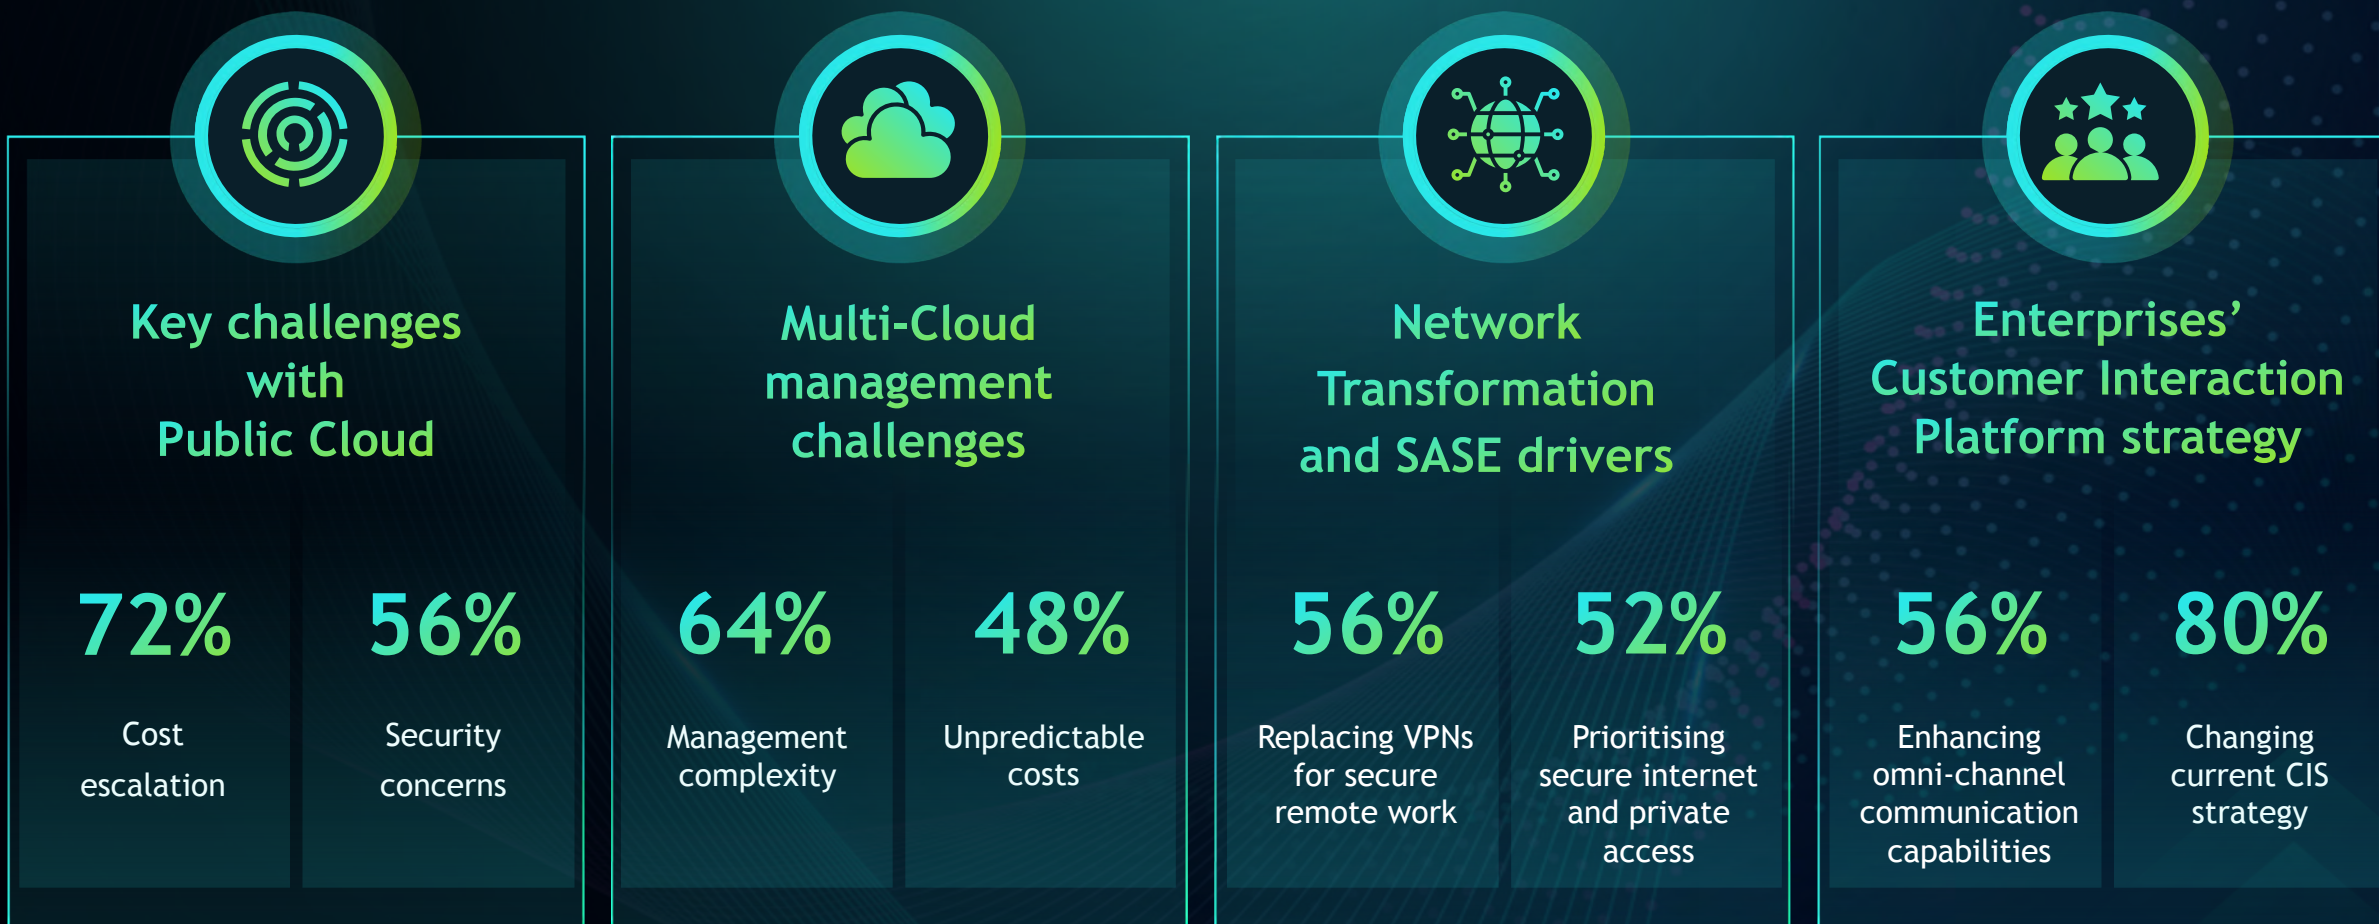 Key challenges
with
Public Cloud
72%
Cost
escalation
56%
Security
concerns
Multi-Cloud
management
challenges
64%
Management
complexity
48%
Unpredictable
costs
Network
Transformation
and SASE drivers
56%
Replacing VPNs
for secure
remote work
52%
Prioritising
secure internet
and private
access
Enterprises’
Customer Interaction
Platform strategy
56%
Enhancing
omni-channel
communication
capabilities
80%
Changing
current CIS
strategy